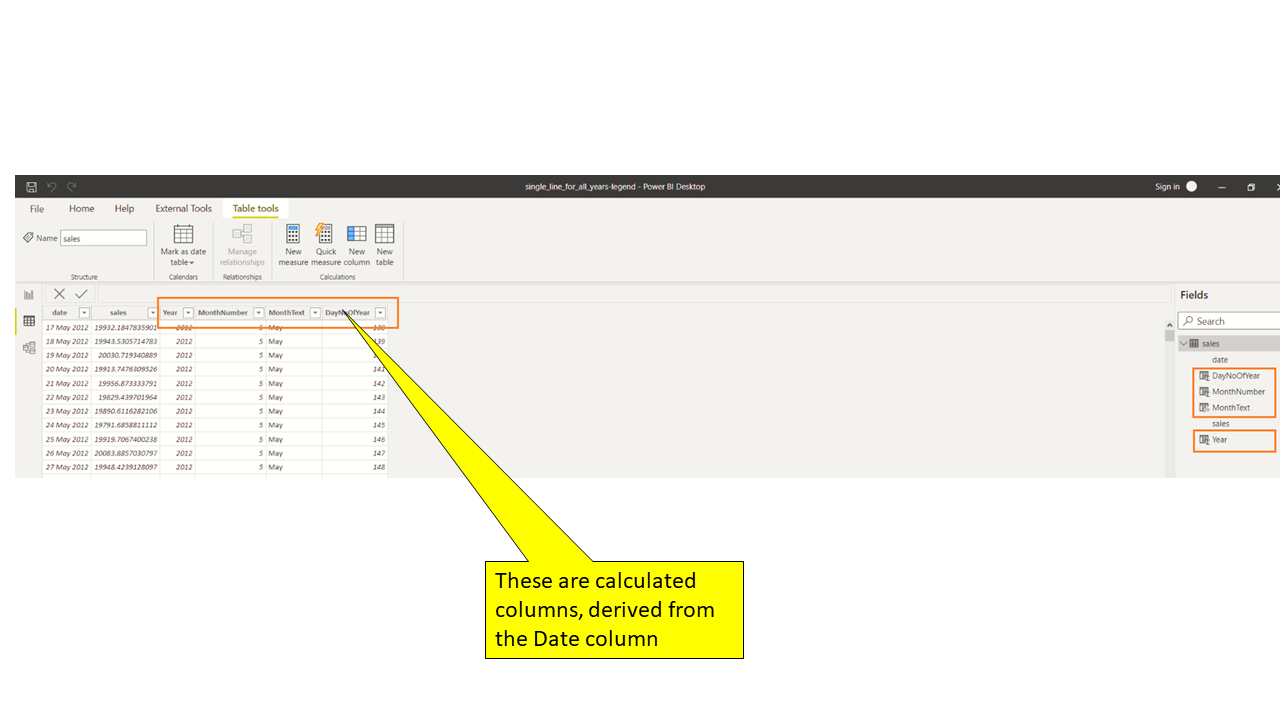 single_line_for_all_years-legend - Power BI Desktop
Sign in
File Home Help External Tools Table tools
Name sales
Mark as date table
Manage relationships
New measure
Quick measure
New column
New table
Structure Calendars Relationships Calculations
Fields
Search
sales
date
DayNoOfYear
MonthNumber
MonthText
sales
Year
date sales Year MonthNumber MonthText DayNoOfYear
17 May 2012 19932.1847835901 2012 5 May 138
18 May 2012 19943.5305714783 2012 5 May 139
19 May 2012 20030.719340889 2012 5 May
20 May 2012 19913.7476309526 2012 5 May 141
21 May 2012 19956.873333791 2012 5 May 142
22 May 2012 19829.439701964 2012 5 May 143
23 May 2012 19890.6116282106 2012 5 May 144
24 May 2012 19791.6858811112 2012 5 May 145
25 May 2012 19919.7067400238 2012 5 May 146
26 May 2012 20083.8857030797 2012 5 May 147
27 May 2012 19948.4239128097 2012 5 May 148
These are calculated
columns, derived from
the Date column